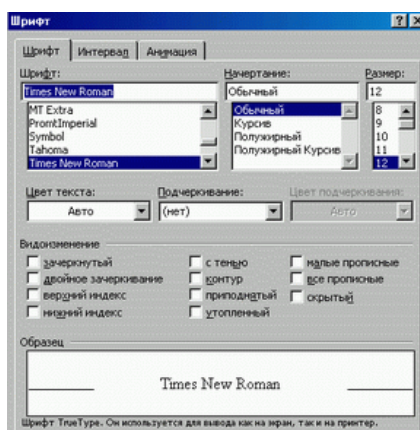 Шрифт
Шрифт Интервал Анимация
Шрифт: Начертание: Размер:
Times New Roman Обычный 12
MT Extra Обычный 8
PromtImperial Курсив 9
Symbol Полужирный 10
Tahoma Полужирный Курсив 11
Times New Roman 12
Цвет текста: Подчеркивание: Цвет подчеркивания:
Авто (нет) Авто
Видоизменение
зачеркнутый с тенью малые прописные
двойное зачеркивание контур все прописные
верхний индекс приподнятый скрытый
нижний индекс утопленный
Образец
Times New Roman
Шрифт TrueType. Он используется для вывода как на экран, так и на принтер.